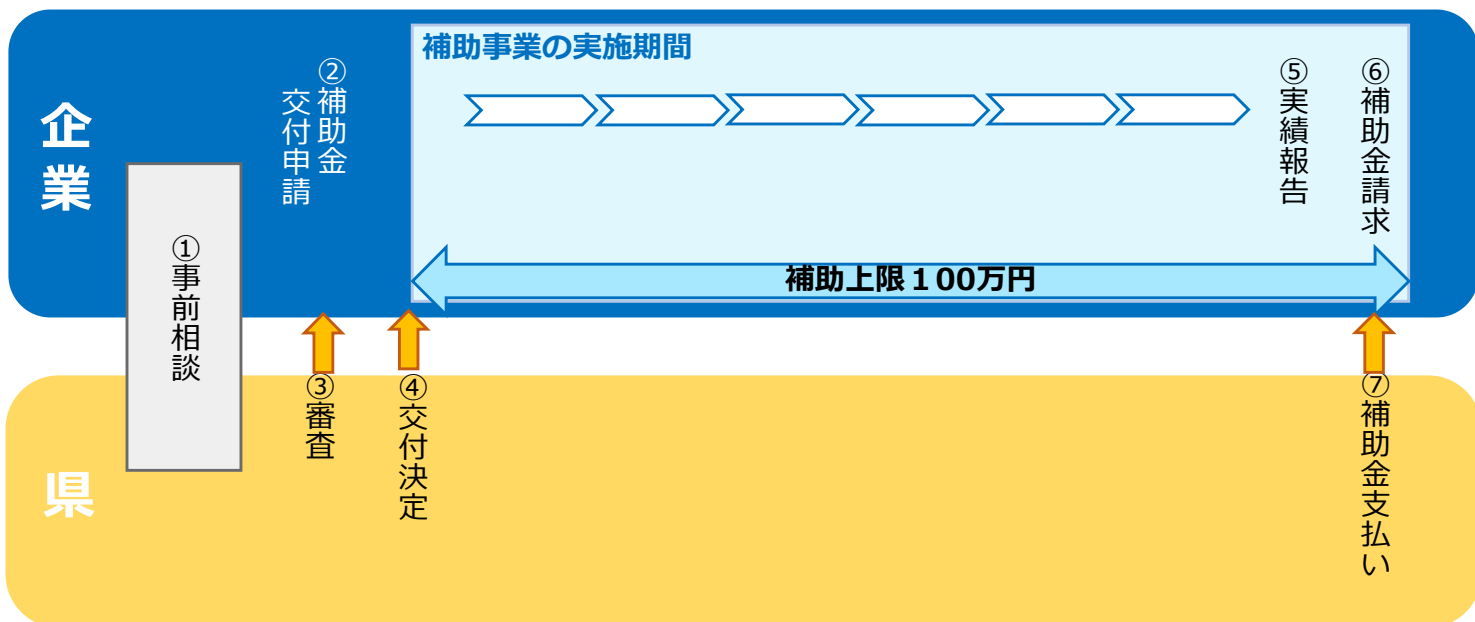 企業
補助事業の実施期間
①事前相談
②補助金
交付申請
⑤実績報告
⑥補助金請求
補助上限１00万円
県
③審査
④交付決定
⑦補助金支払い